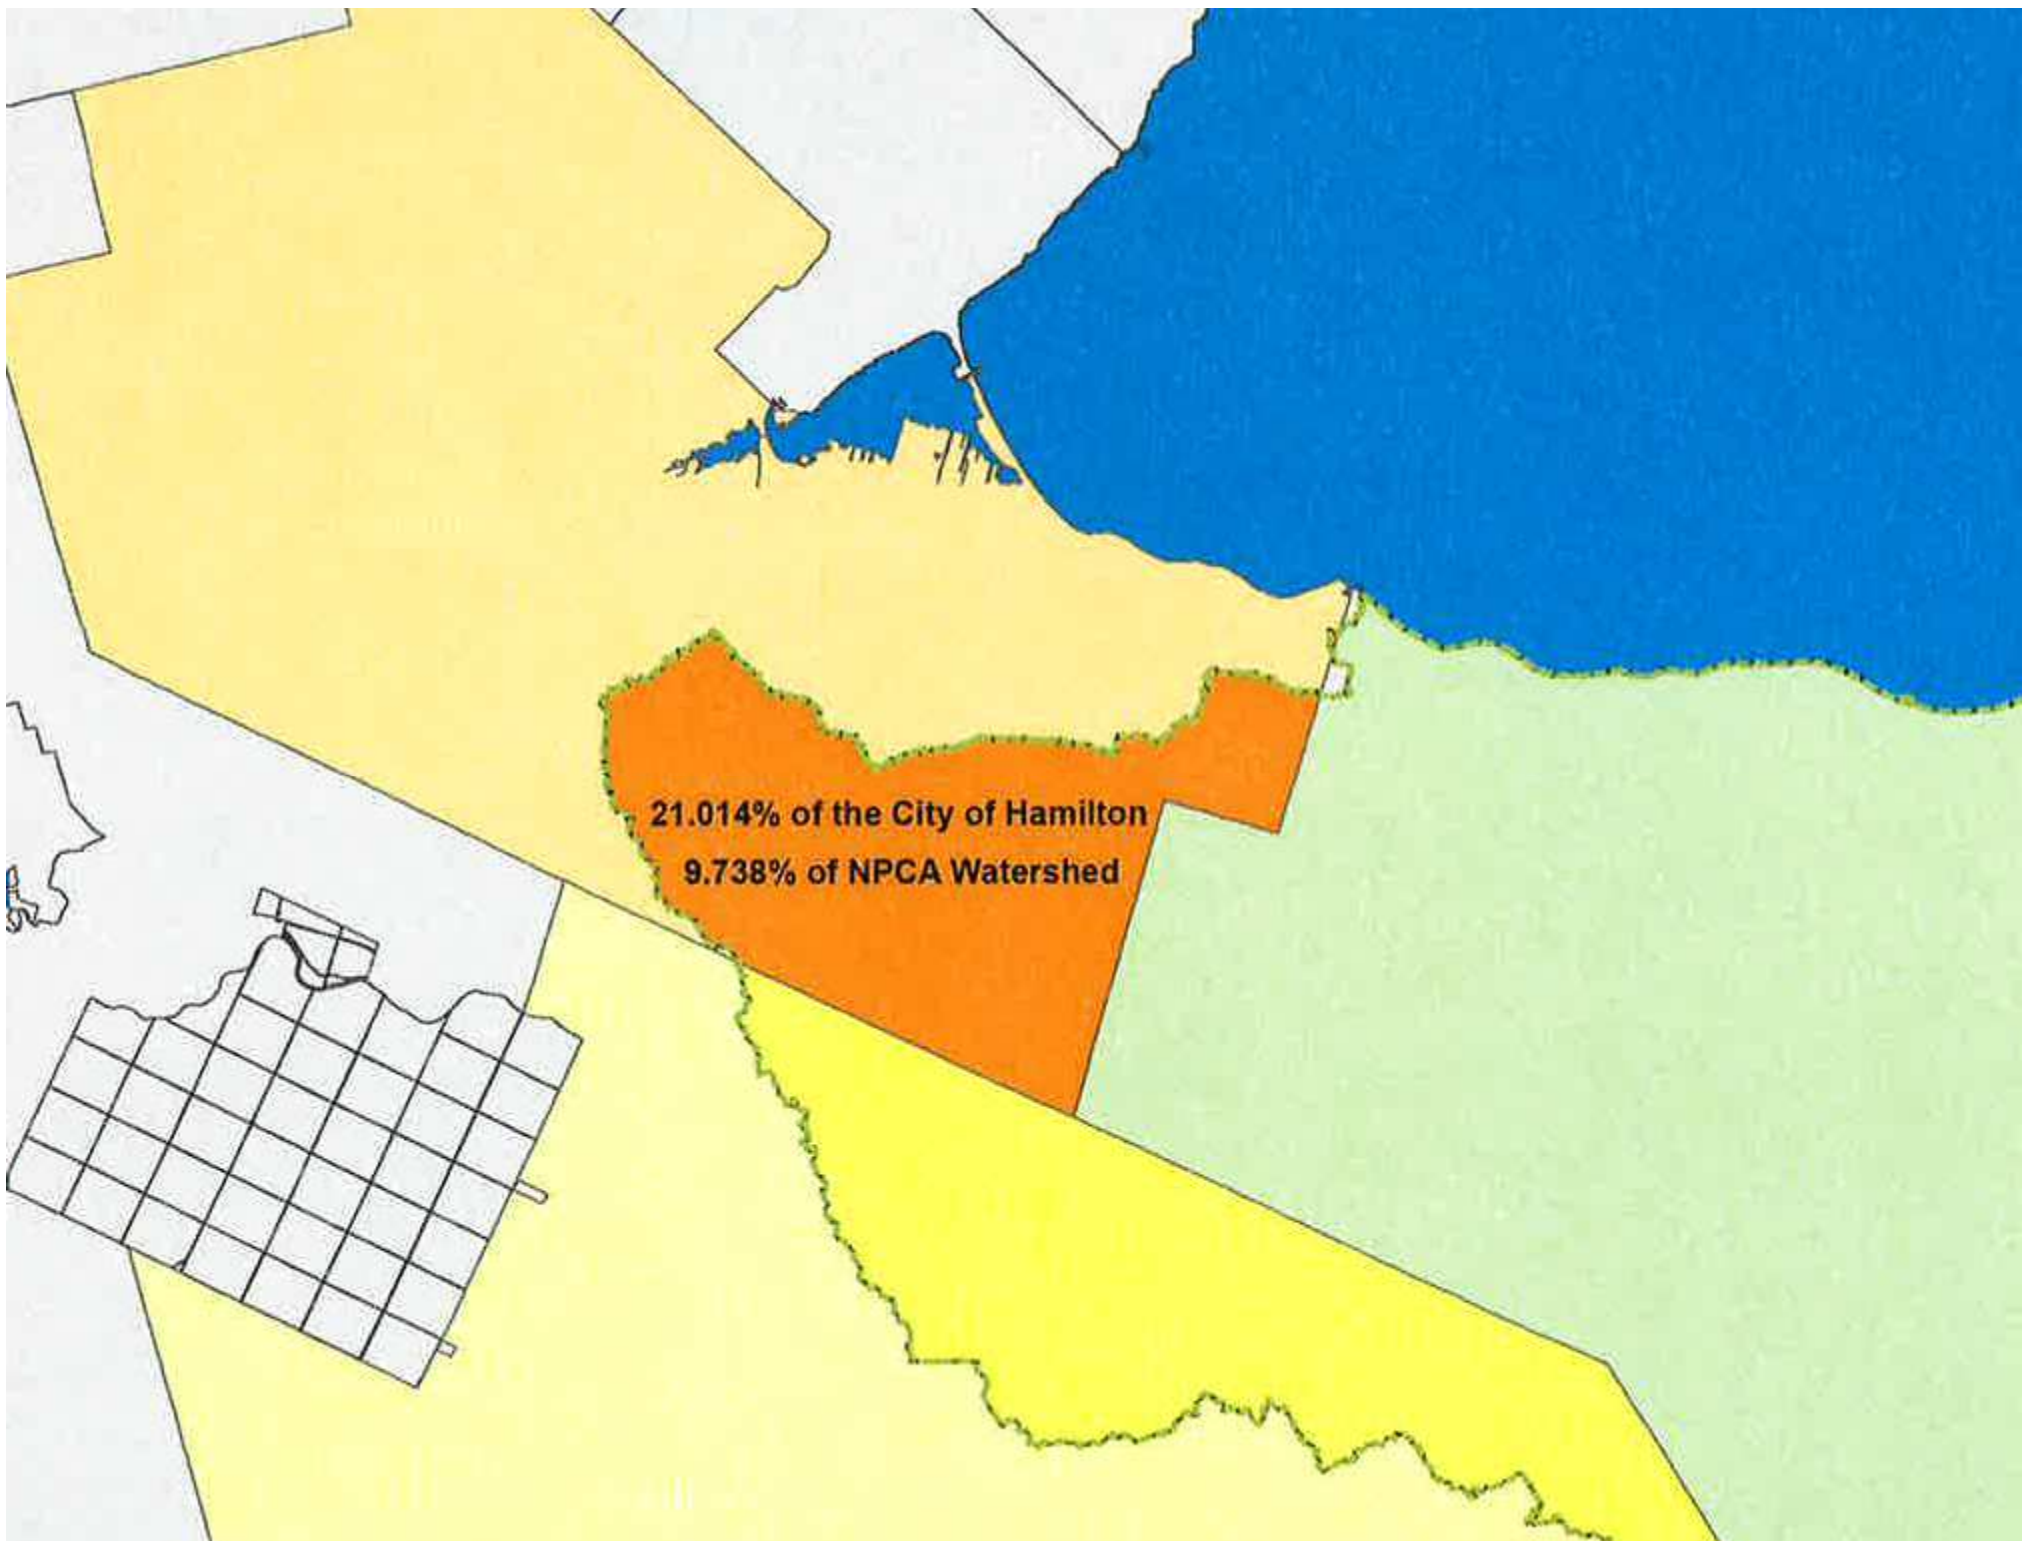 21.014% of the City of Hamilton
9.738% of NPCA Watershed